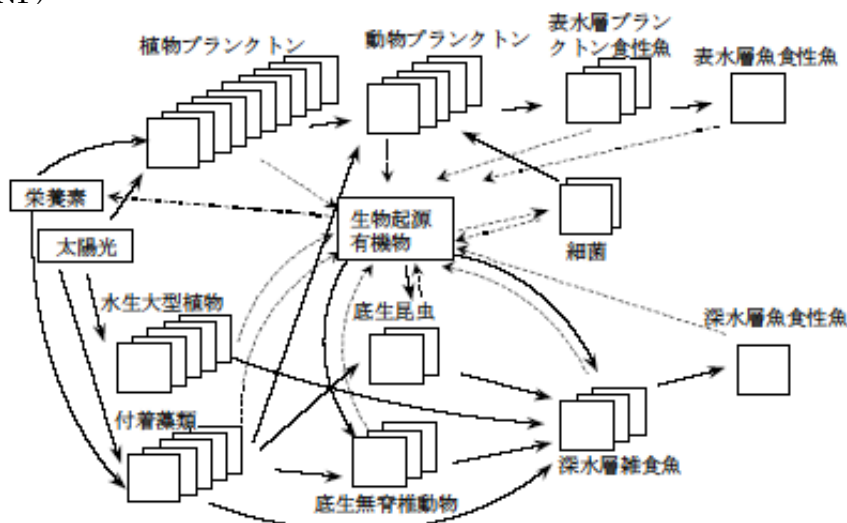 植物プランクトン
動物プランクトン
表水層プラン
クトン食性魚
表水層魚食性魚
栄養素
太陽光
生物起源
有機物
細菌
水生大型植物
底生昆虫
深水層魚食性魚
付着藻類
底生無脊椎動物
深水層雑食魚